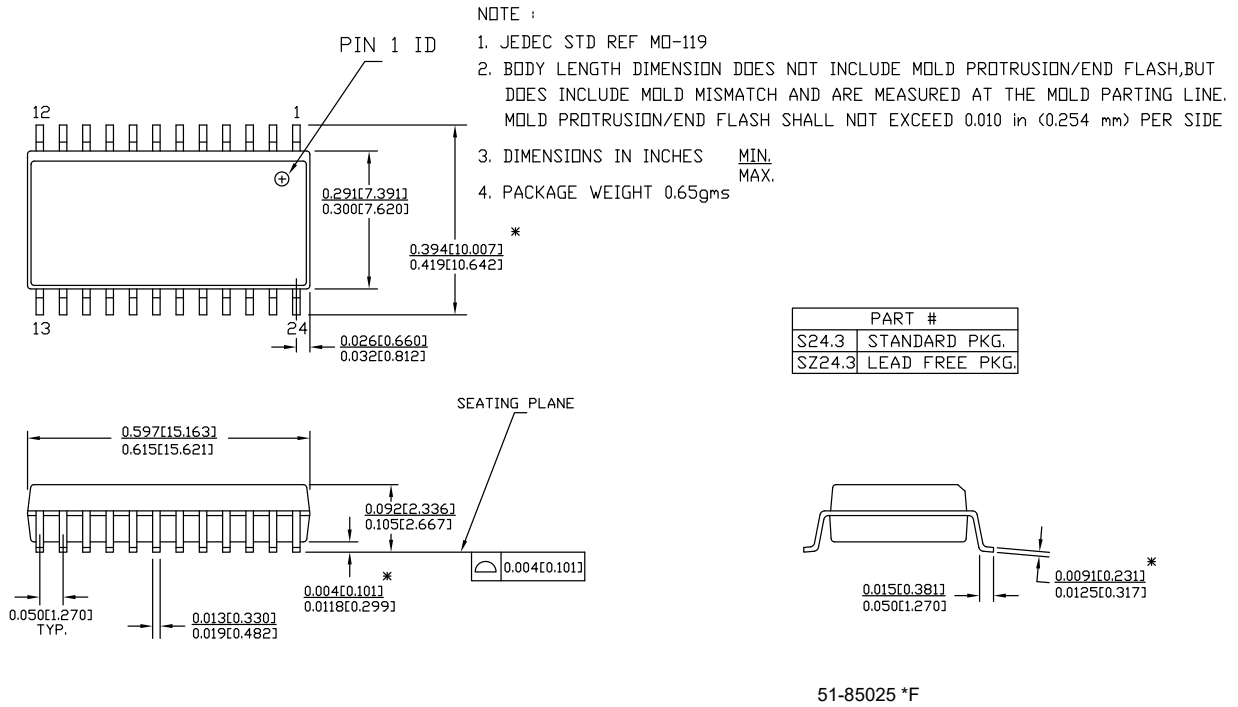 NOTE :
1. JEDEC STD REF MO-119
2. BODY LENGTH DIMENSION DOES NOT INCLUDE MOLD PROTRUSION/END FLASH,BUT
DOES INCLUDE MOLD MISMATCH AND ARE MEASURED AT THE MOLD PARTING LINE.
MOLD PROTRUSION/END FLASH SHALL NOT EXCEED 0.010 in (0.254 mm) PER SIDE
3. DIMENSIONS IN INCHES MIN.
MAX.
4. PACKAGE WEIGHT 0.65gms
PIN 1 ID
12
1
0.291[7.391]
0.300[7.620]
*
0.394[10.007]
0.419[10.642]
13
24
0.026[0.660]
0.032[0.812]
PART #
S24.3 STANDARD PKG.
SZ24.3 LEAD FREE PKG.
SEATING PLANE
0.597[15.163]
0.615[15.621]
0.092[2.336]
0.105[2.667]
0.004[0.101]
*
0.004[0.101]
0.0118[0.299]
0.050[1.270]
TYP.
0.013[0.330]
0.019[0.482]
0.015[0.381]
0.050[1.270]
*
0.0091[0.231]
0.0125[0.317]
51-85025 *F